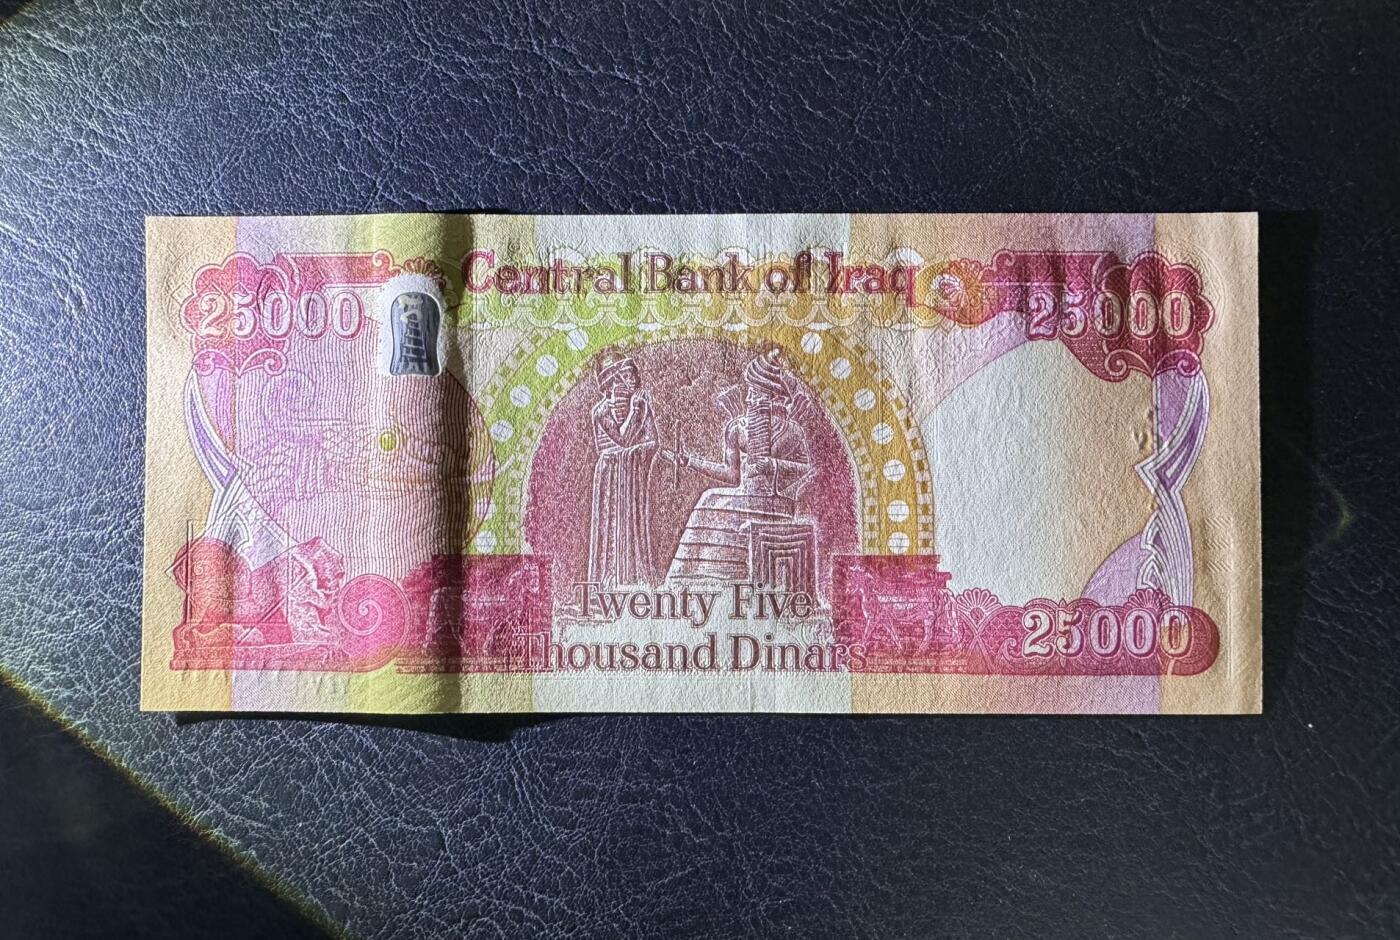 Central Bank of Iraq
25000
25000
Twenty Five
Thousand Dinars
25000